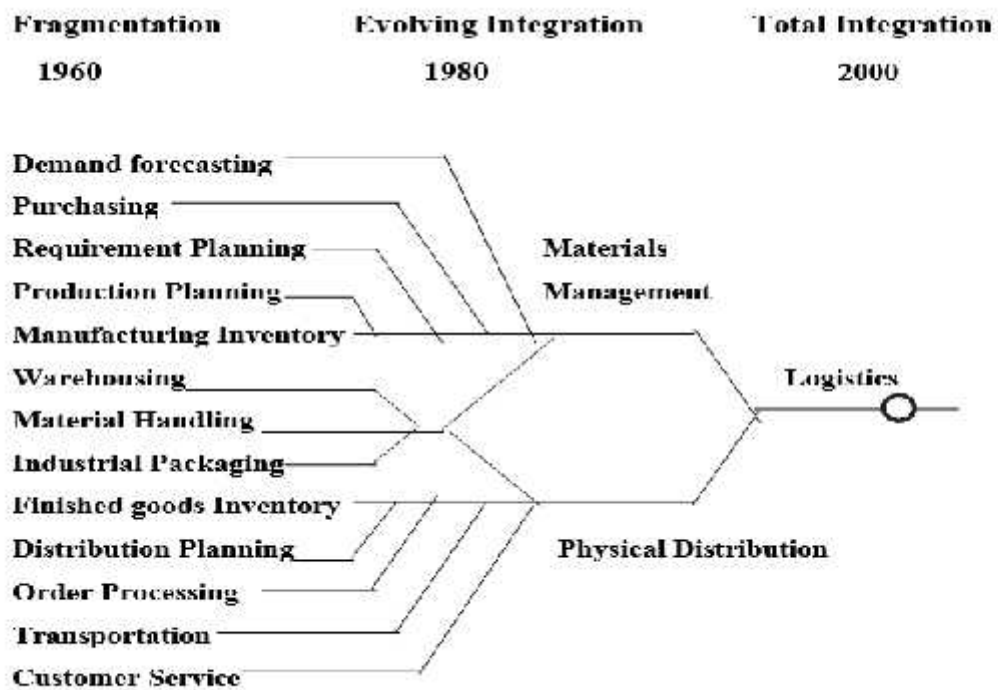 Fragmentation Evolving Integration Total Integration
1960 1980 2000
Demand forecasting
Purchasing
Requirement Planning
Production Planning
Manufacturing Inventory
Warehousing
Material Handling
Industrial Packaging
Finished goods Inventory
Distribution Planning
Order Processing
Transportation
Customer Service
Materials
Management
Physical Distribution
Logistics